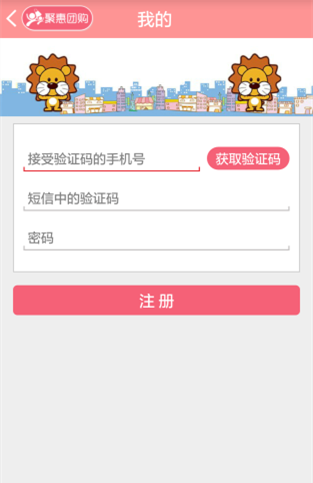 聚惠团购
我的
接受验证码的手机号
获取验证码
短信中的验证码
密码
注册